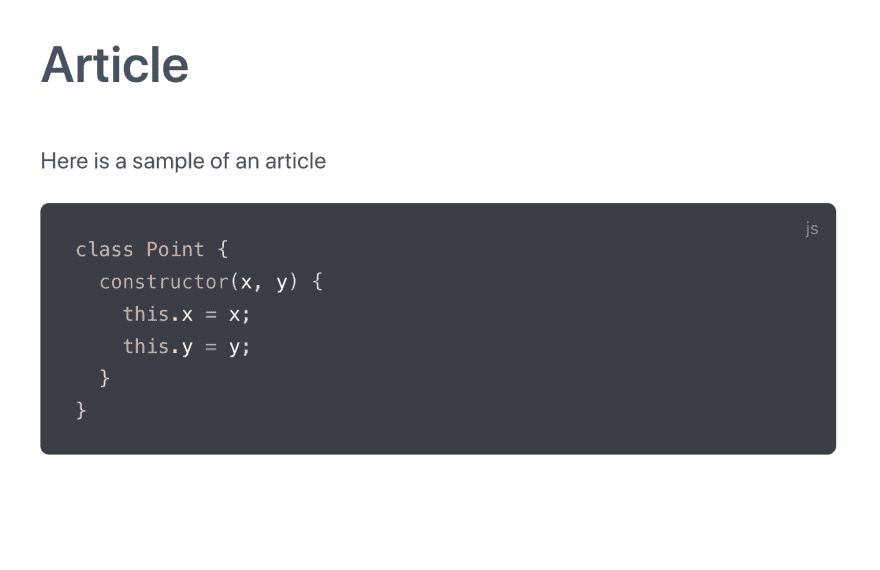 Article
Here is a sample of an article
js
class Point {
  constructor(x, y) {
    this.x = x;
    this.y = y;
  }
}